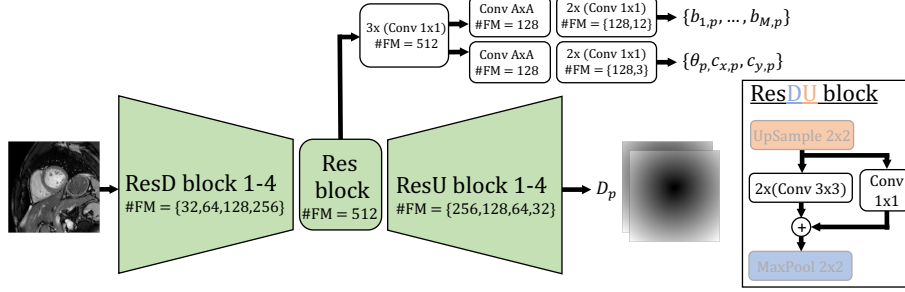 3x (Conv 1x1)
#FM = 512
Conv AxA
#FM = 128
2x (Conv 1x1)
#FM = {128,12}
{b₁,ₚ, … , b_M,ₚ}
Conv AxA
#FM = 128
2x (Conv 1x1)
#FM = {128,3}
{θₚ, cₓ,ₚ, c_y,ₚ}
ResD block 1-4
#FM = {32,64,128,256}
Res
block
#FM = 512
ResU block 1-4
#FM = {256,128,64,32}
Dₚ
ResDU block
UpSample 2x2
2x(Conv 3x3)
Conv
1x1
+
MaxPool 2x2